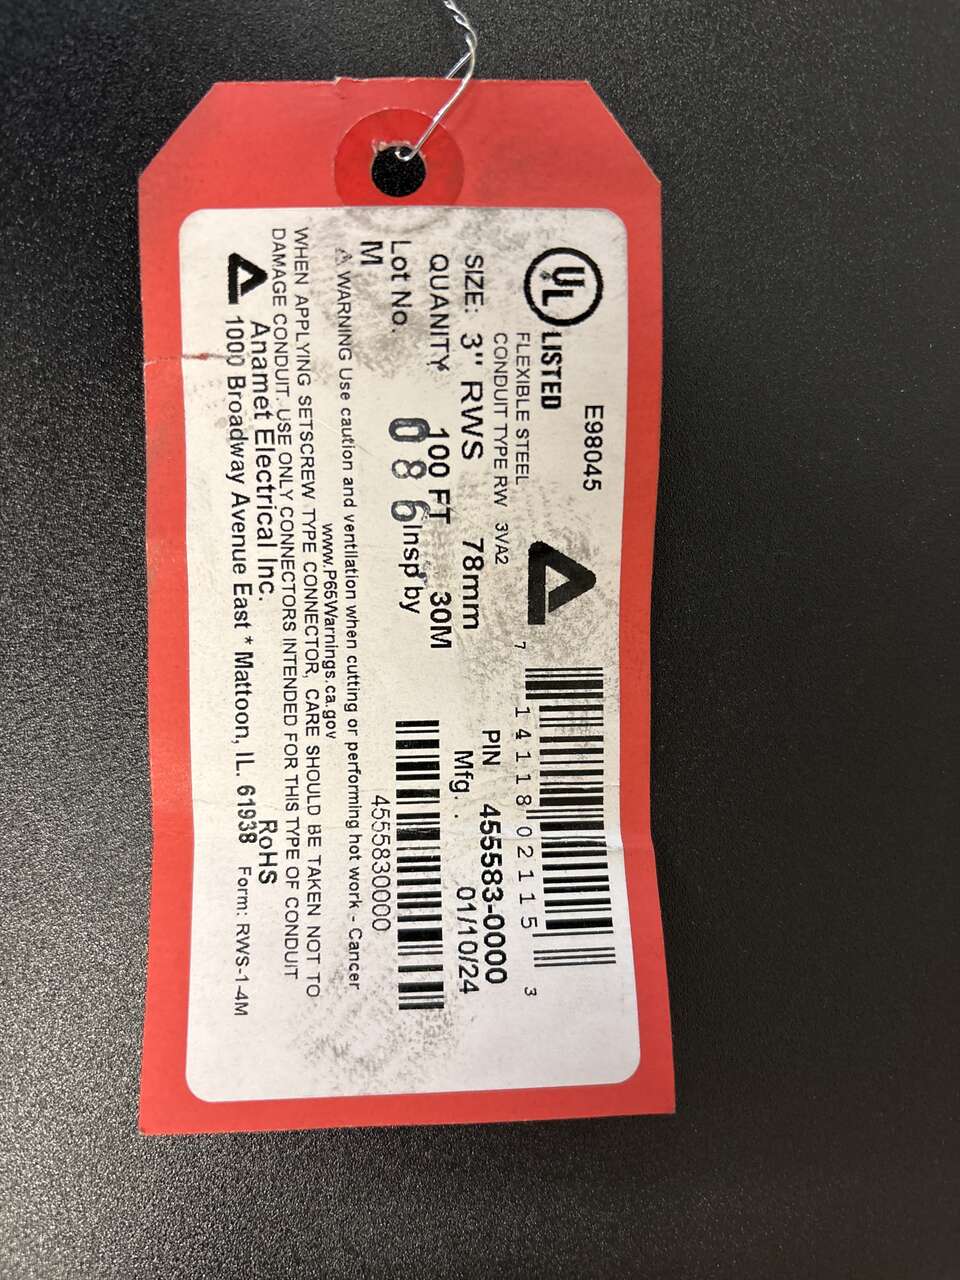 UL LISTED E98045
FLEXIBLE STEEL
CONDUIT TYPE RW 3VA2
7 14118 02115 3
SIZE: 3" RWS 78mm
PIN 455583-0000
QUANTITY 100 FT 30M
Mfg. 01/10/24
Lot No. 086 Insp by
M
4555830000
⚠ WARNING Use caution and ventilation when cutting or performing hot work - Cancer
www.P65Warnings.ca.gov
WHEN APPLYING SETSCREW TYPE CONNECTOR, CARE SHOULD BE TAKEN NOT TO
DAMAGE CONDUIT. USE ONLY CONNECTORS INTENDED FOR THIS TYPE OF CONDUIT
Anamet Electrical Inc. RoHS
1000 Broadway Avenue East * Mattoon, IL. 61938 Form: RWS-1-4M